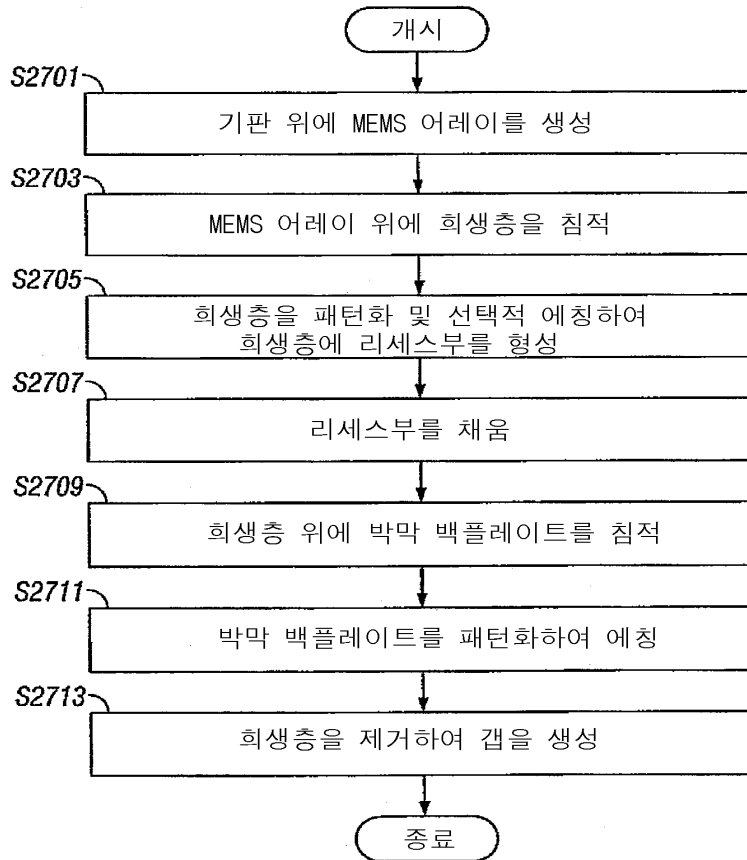 개시
S2701
기판 위에 MEMS 어레이를 생성
S2703
MEMS 어레이 위에 희생층을 침적
S2705
희생층을 패턴화 및 선택적 에칭하여
희생층에 리세스부를 형성
S2707
리세스부를 채움
S2709
희생층 위에 박막 백플레이트를 침적
S2711
박막 백플레이트를 패턴화하여 에칭
S2713
희생층을 제거하여 갭을 생성
종료